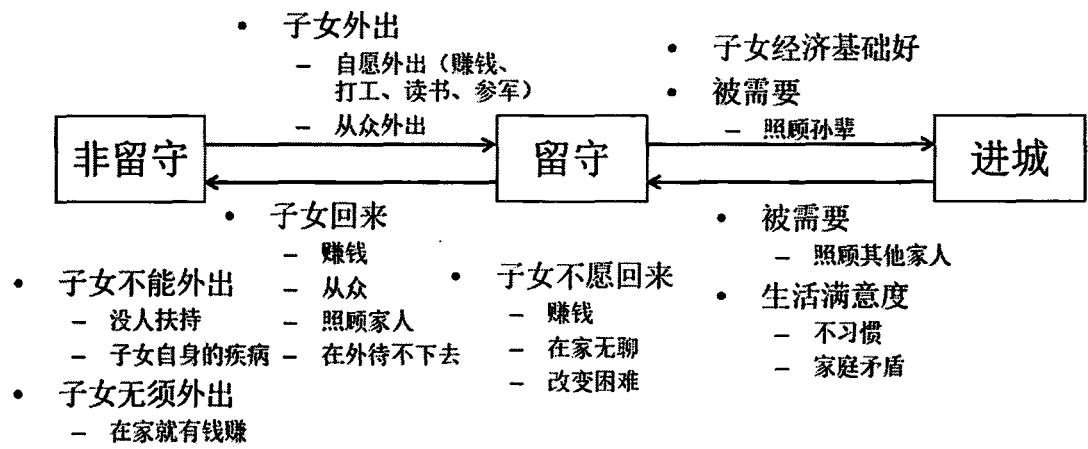 • 子女外出
– 自愿外出（赚钱、
打工、读书、参军）
– 从众外出
• 子女经济基础好
• 被需要
– 照顾孙辈
非留守
留守
进城
• 子女回来
– 赚钱
– 从众
– 照顾家人
– 在外待不下去
• 子女不能外出
– 没人扶持
– 子女自身的疾病
• 子女无须外出
– 在家就有钱赚
• 子女不愿回来
– 赚钱
– 在家无聊
– 改变困难
• 被需要
– 照顾其他家人
• 生活满意度
– 不习惯
– 家庭矛盾